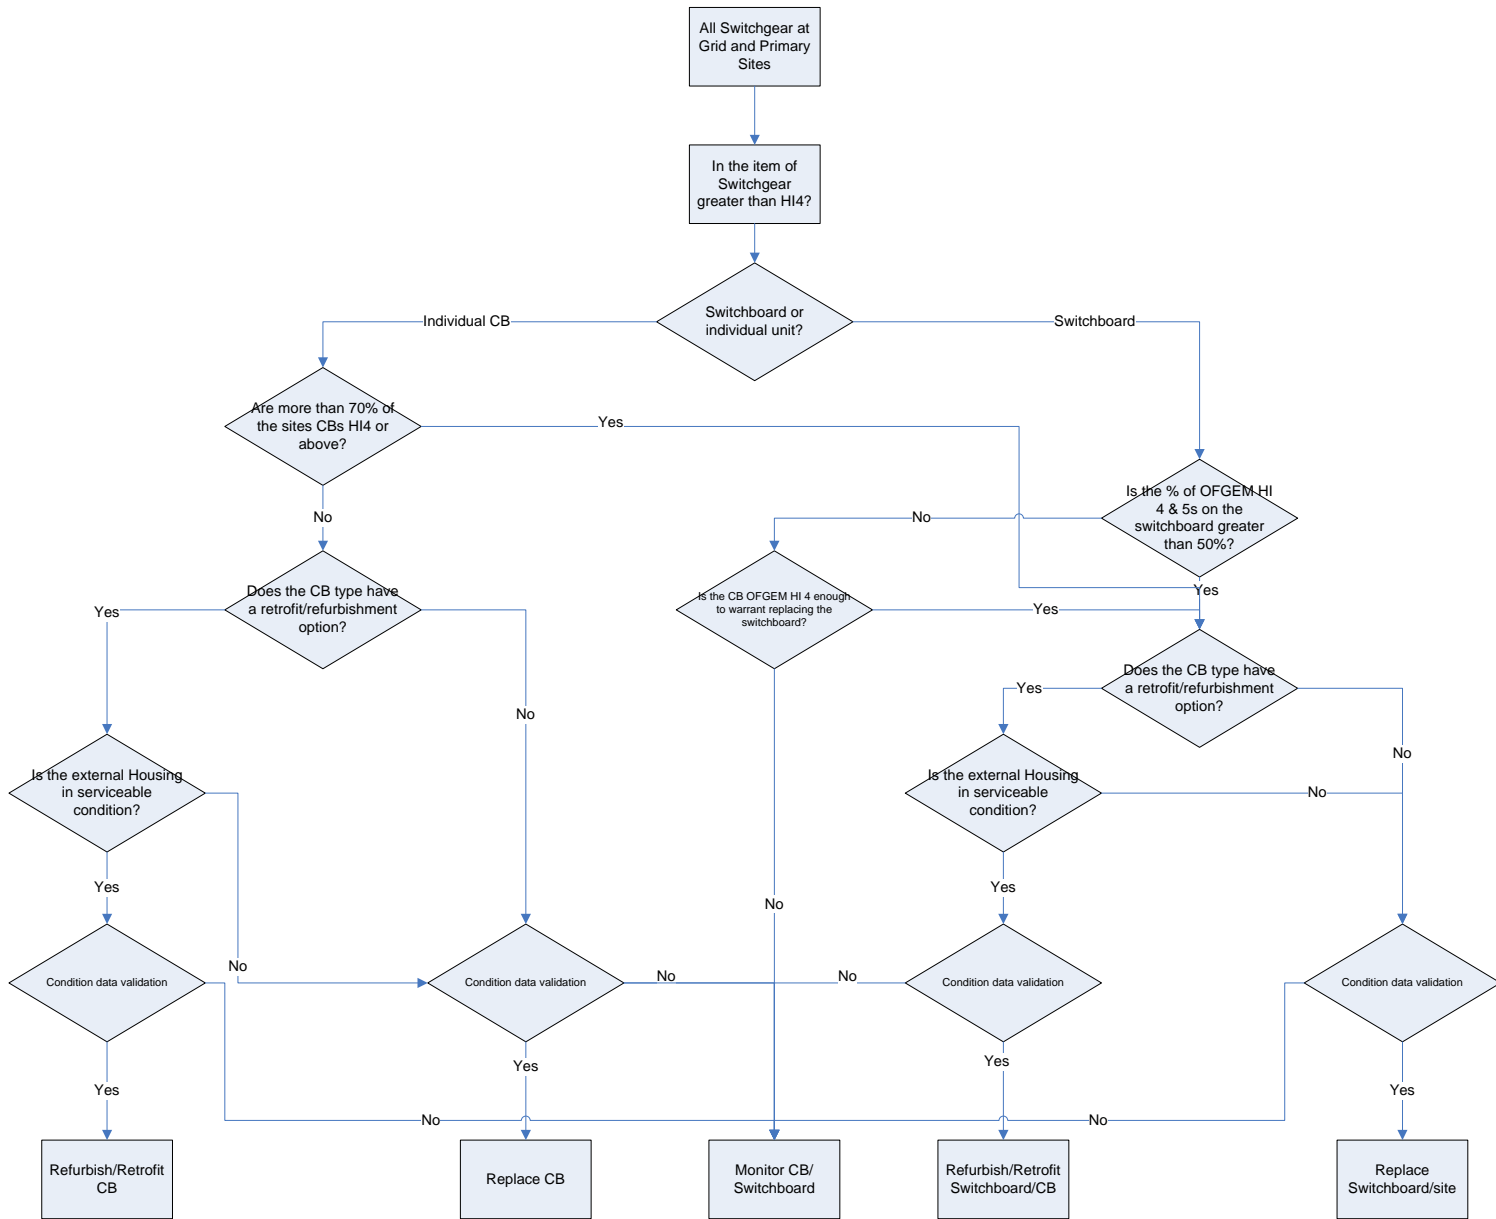 All Switchgear at
Grid and Primary
Sites
In the item of
Switchgear
greater than HI4?
Switchboard or
individual unit?
Individual CB
Switchboard
Are more than 70% of
the sites CBs HI4 or
above?
Yes
No
Is the % of OFGEM HI
4 & 5s on the
switchboard greater
than 50%?
No
Yes
Does the CB type have
a retrofit/refurbishment
option?
Yes
No
Is the CB OFGEM HI 4 enough
to warrant replacing the
switchboard?
Yes
No
Does the CB type have
a retrofit/refurbishment
option?
Yes
No
Is the external Housing
in serviceable
condition?
Yes
No
Is the external Housing
in serviceable
condition?
No
Yes
Condition data validation
Condition data validation
Condition data validation
Condition data validation
No
No
Yes
Yes
Yes
Yes
No
No
Refurbish/Retrofit
CB
Replace CB
Monitor CB/
Switchboard
Refurbish/Retrofit
Switchboard/CB
Replace
Switchboard/site